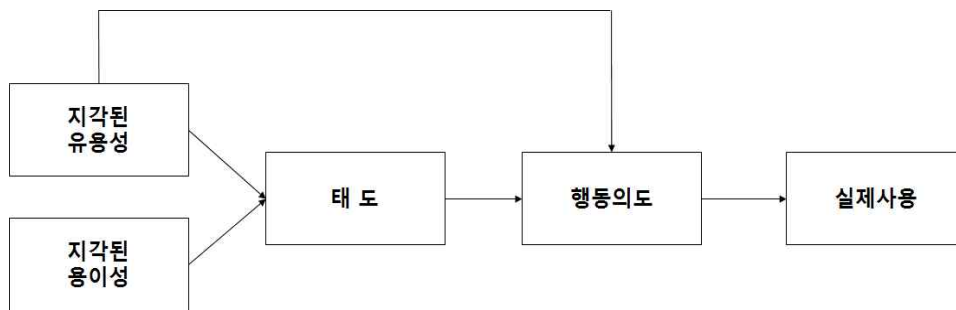 지각된
유용성
지각된
용이성
태 도
행동의도
실제사용